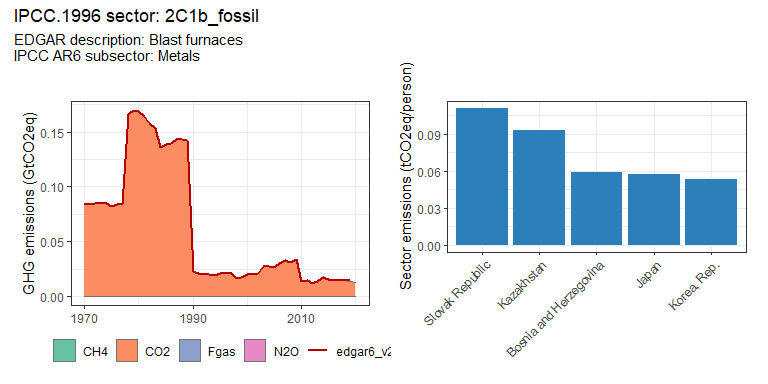 IPCC.1996 sector: 2C1b_fossil
EDGAR description: Blast furnaces
IPCC AR6 subsector: Metals
GHG emissions (GtCO2eq)
0.15
0.10
0.05
0.00
1970
1990
2010
CH4
CO2
Fgas
N2O
edgar6_v2
Sector emissions (tCO2eq/person)
0.09
0.06
0.03
0.00
Slovak Republic
Kazakhstan
Bosnia and Herzegovina
Japan
Korea, Rep.